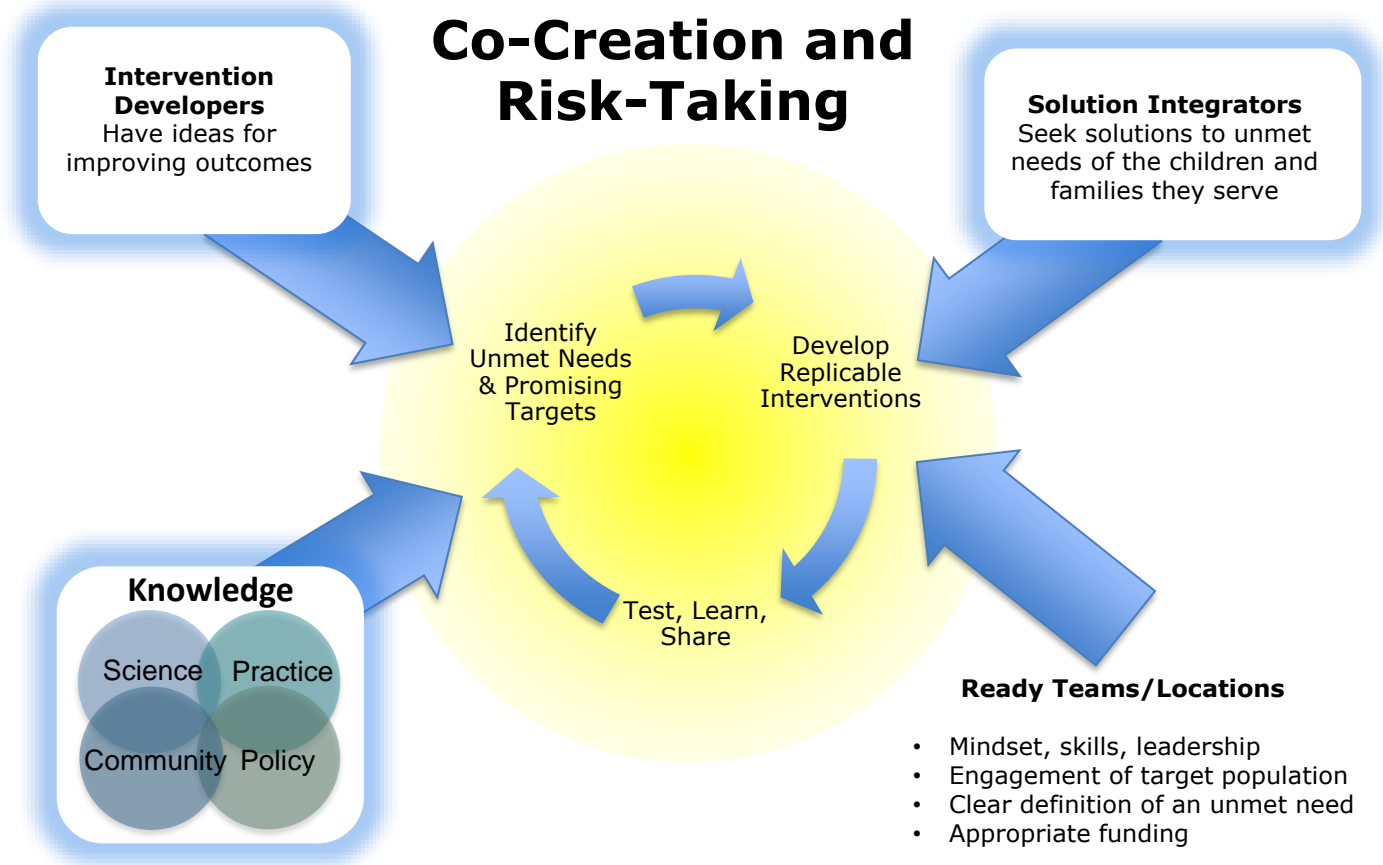 Co-Creation and
Risk-Taking
Intervention
Developers
Have ideas for
improving outcomes
Solution Integrators
Seek solutions to unmet
needs of the children and
families they serve
Identify
Unmet Needs
& Promising
Targets
Develop
Replicable
Interventions
Test, Learn,
Share
Knowledge
Science Practice
Community Policy
Ready Teams/Locations
• Mindset, skills, leadership
• Engagement of target population
• Clear definition of an unmet need
• Appropriate funding